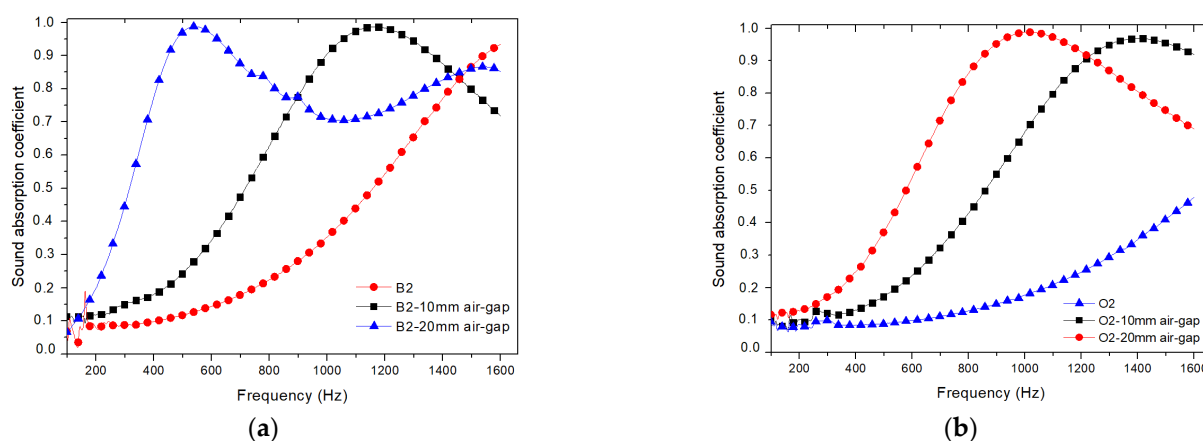 Sound absorption coefficient
1.0
0.9
0.8
0.7
0.6
0.5
0.4
0.3
0.2
0.1
0.0
B2
B2-10mm air-gap
B2-20mm air-gap
200 400 600 800 1000 1200 1400 1600
Frequency (Hz)
(a)
Sound absorption coefficient
1.0
0.9
0.8
0.7
0.6
0.5
0.4
0.3
0.2
0.1
0.0
O2
O2-10mm air-gap
O2-20mm air-gap
200 400 600 800 1000 1200 1400 1600
Frequency (Hz)
(b)